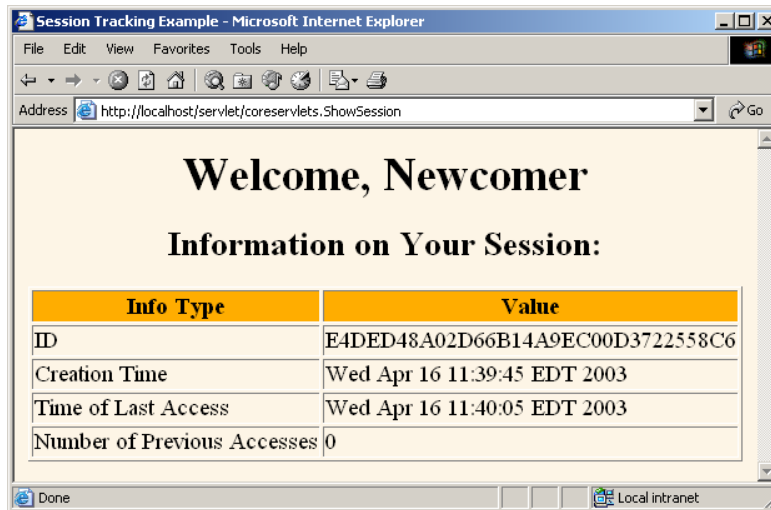 Session Tracking Example - Microsoft Internet Explorer
File Edit View Favorites Tools Help
Address http://localhost/servlet/coreservlets.ShowSession Go
Welcome, Newcomer
Information on Your Session:
Info Type Value
ID E4DED48A02D66B14A9EC00D3722558C6
Creation Time Wed Apr 16 11:39:45 EDT 2003
Time of Last Access Wed Apr 16 11:40:05 EDT 2003
Number of Previous Accesses 0
Done Local intranet